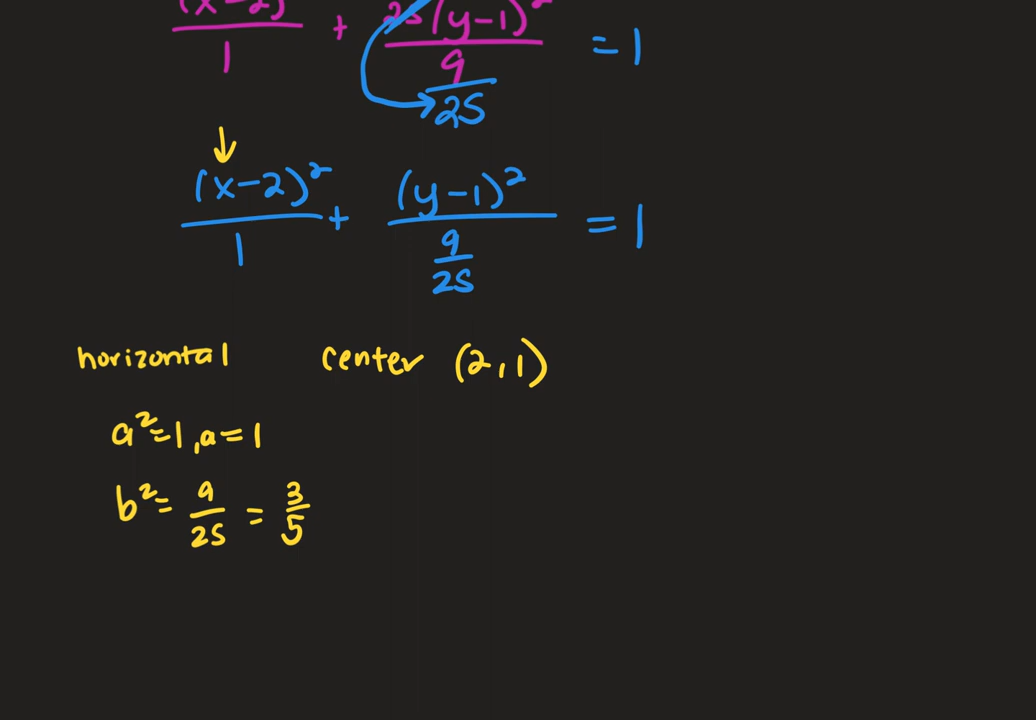 (x-2)² / 1 + 25(y-1)² / 9/25 = 1
(x-2)² / 1 + (y-1)² / 9/25 = 1
horizontal center (2,1)
a²=1, a=1
b²= 9/25 = 3/5